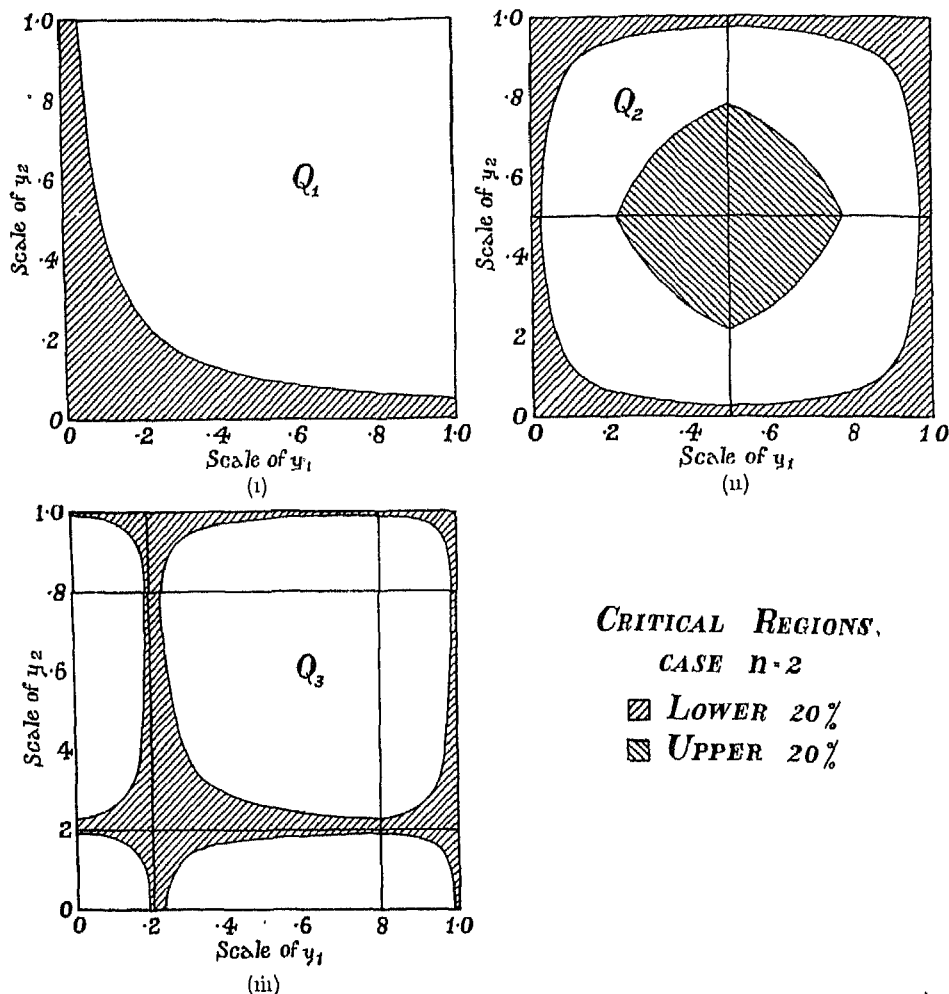 1.0
.8
.6
.4
.2
0
Scale of y2
Q1
0 .2 .4 .6 .8 1.0
Scale of y1
(i)
1.0
.8
.6
.4
2
0
Scale of y2
Q2
0 .2 .4 .6 8 1 0
Scale of y1
(ii)
1.0
.8
.6
4
2
0
Scale of y2
Q3
0 .2 .4 .6 8 1.0
Scale of y1
(iii)
CRITICAL REGIONS,
CASE n=2
LOWER 20%
UPPER 20%